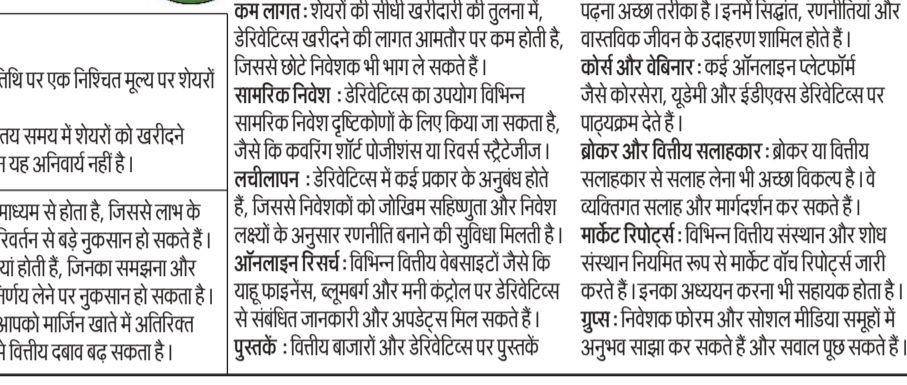 तिथि पर एक निश्चित मूल्य पर शेयरों
तय समय में शेयरों को खरीदने
यह अनिवार्य नहीं है।
माध्यम से होता है, जिससे लाभ के
से बड़े नुकसान हो सकते हैं।
होती हैं, जिनका समझना और
लेने पर नुकसान हो सकता है।
आपको मार्जिन खाते में अतिरिक्त
वित्तीय दबाव बढ़ सकता है।
कम लागत : शेयरों की सीधी खरीदारी की तुलना में,
डेरिवेटिव्स खरीदने की लागत आमतौर पर कम होती है,
जिससे छोटे निवेशक भी भाग ले सकते हैं।
सामरिक निवेश : डेरिवेटिव्स का उपयोग विभिन्न
सामरिक निवेश दृष्टिकोणों के लिए किया जा सकता है,
जैसे कि कवरिंग शॉर्ट पोजीशंस या रिवर्स स्ट्रैटेजीज।
लचीलापन : डेरिवेटिव्स में कई प्रकार के अनुबंध होते
हैं, जिससे निवेशकों को जोखिम सहिष्णुता और निवेश
लक्ष्यों के अनुसार रणनीति बनाने की सुविधा मिलती है।
ऑनलाइन रिसर्च : विभिन्न वित्तीय वेबसाइटों जैसे कि
याहू फाइनेंस, ब्लूमबर्ग और मनी कंट्रोल पर डेरिवेटिव्स
से संबंधित जानकारी और अपडेट्स मिल सकते हैं।
पुस्तकें : वित्तीय बाजारों और डेरिवेटिव्स पर पुस्तकें
पढ़ना अच्छा तरीका है। इनमें सिद्धांत, रणनीतियां और
वास्तविक जीवन के उदाहरण शामिल होते हैं।
कोर्स और वेबिनार : कई ऑनलाइन प्लेटफॉर्म
जैसे कोरसेरा, यूडेमी और ईडीएक्स डेरिवेटिव्स पर
पाठ्यक्रम देते हैं।
ब्रोकर और वित्तीय सलाहकार : ब्रोकर या वित्तीय
सलाहकार से सलाह लेना भी अच्छा विकल्प है। वे
व्यक्तिगत सलाह और मार्गदर्शन कर सकते हैं।
मार्केट रिपोर्ट्स : विभिन्न वित्तीय संस्थान और शोध
संस्थान नियमित रूप से मार्केट वॉच रिपोर्ट्स जारी
करते हैं। इनका अध्ययन करना भी सहायक होता है।
ग्रुप्स : निवेशक फोरम और सोशल मीडिया समूहों में
अनुभव साझा कर सकते हैं और सवाल पूछ सकते हैं।